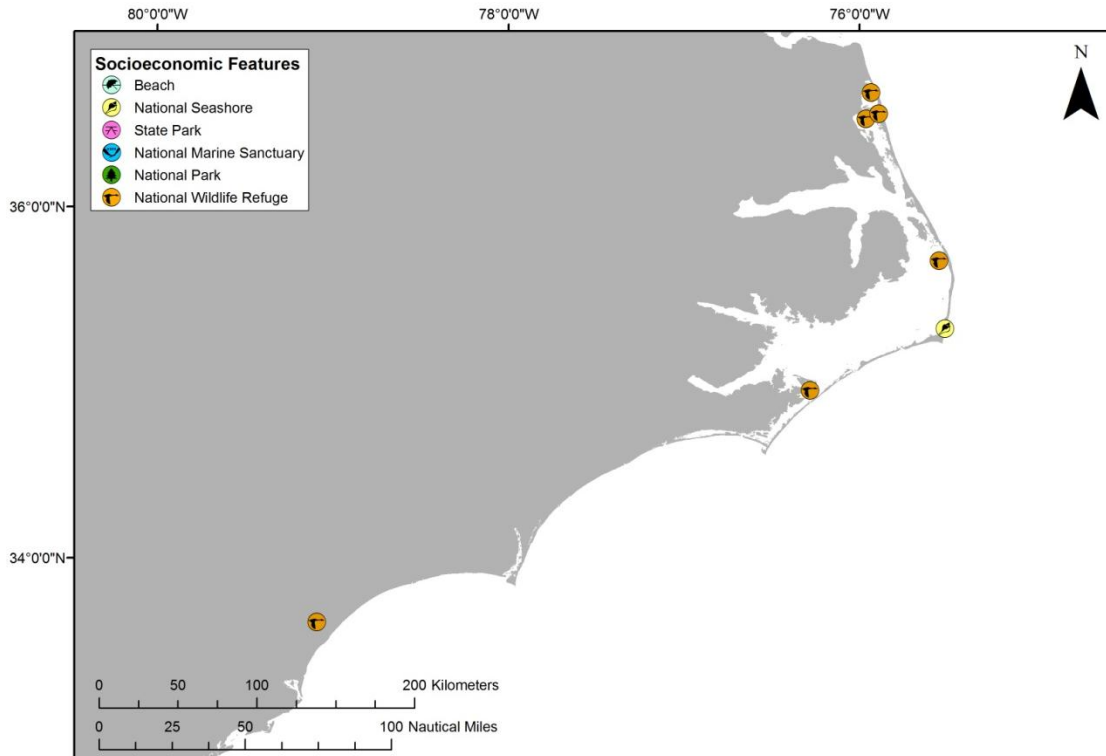 80°0'0"W 78°0'0"W 76°0'0"W
Socioeconomic Features
Beach
National Seashore
State Park
National Marine Sanctuary
National Park
National Wildlife Refuge
N
36°0'0"N
34°0'0"N
0 50 100 200 Kilometers
0 25 50 100 Nautical Miles